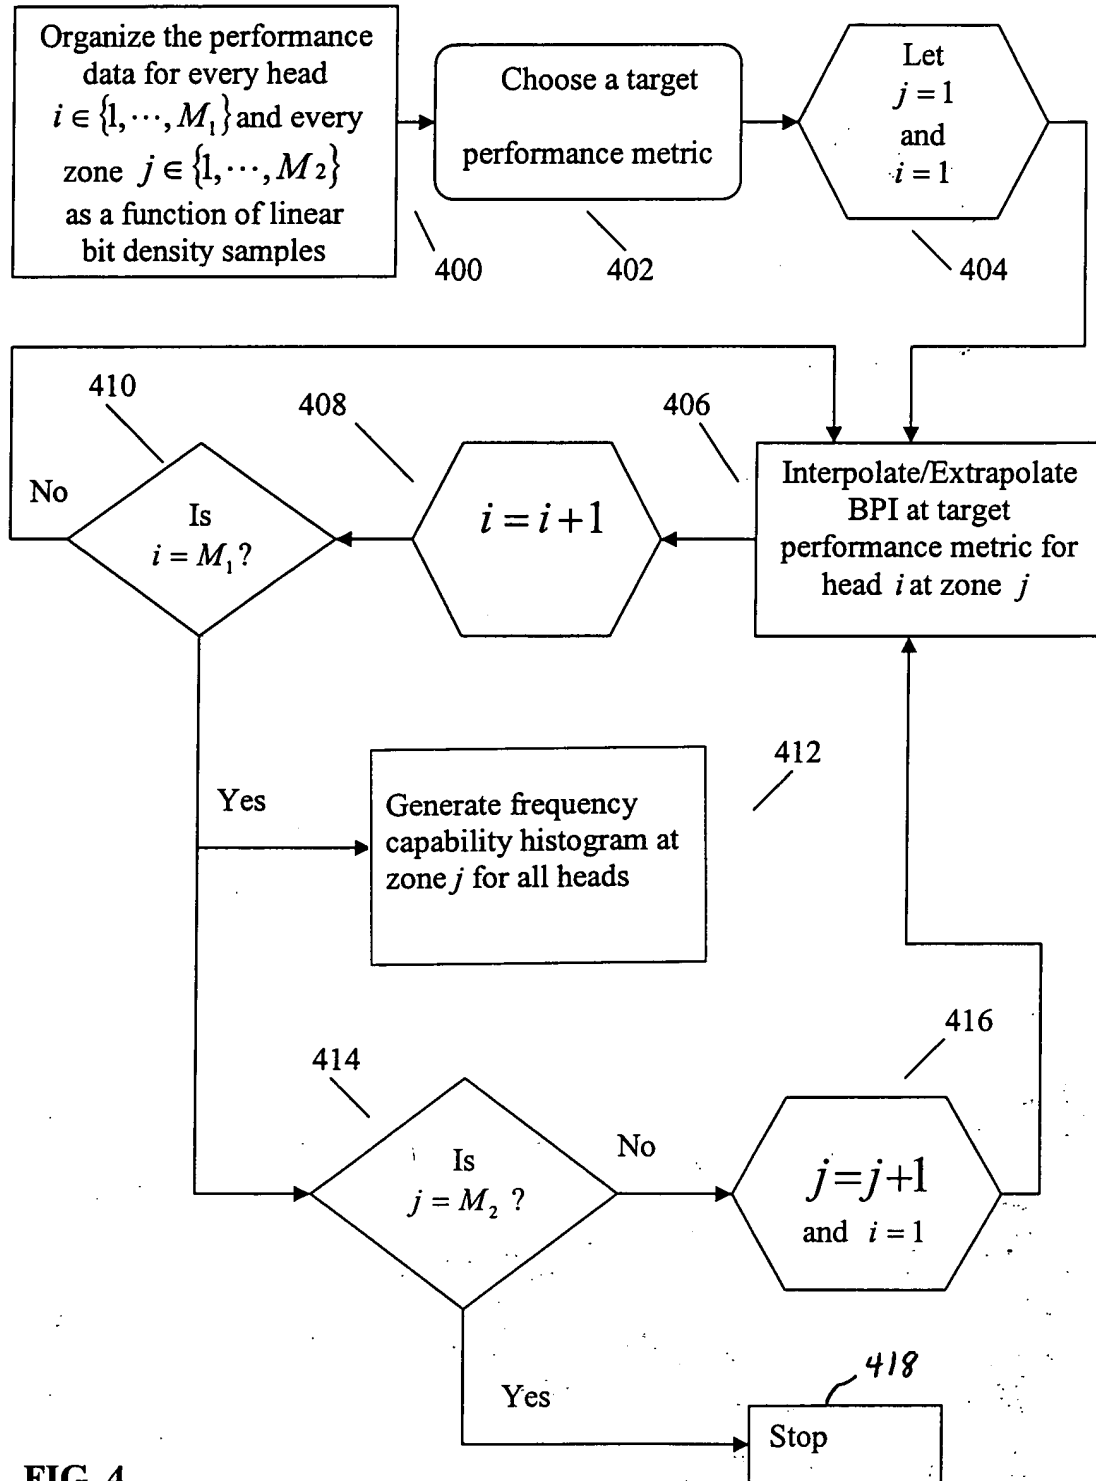 Organize the performance
data for every head
i ∈ {1, ⋯, M₁} and every
zone j ∈ {1, ⋯, M₂}
as a function of linear
bit density samples
400
Choose a target
performance metric
402
Let
j = 1
and
i = 1
404
410
No
Is
i = M₁?
408
i = i+1
406
Interpolate/Extrapolate
BPI at target
performance metric for
head i at zone j
Yes
412
Generate frequency
capability histogram at
zone j for all heads
414
Is
j = M₂ ?
No
416
j=j+1
and i = 1
Yes
418
Stop
FIG. 4